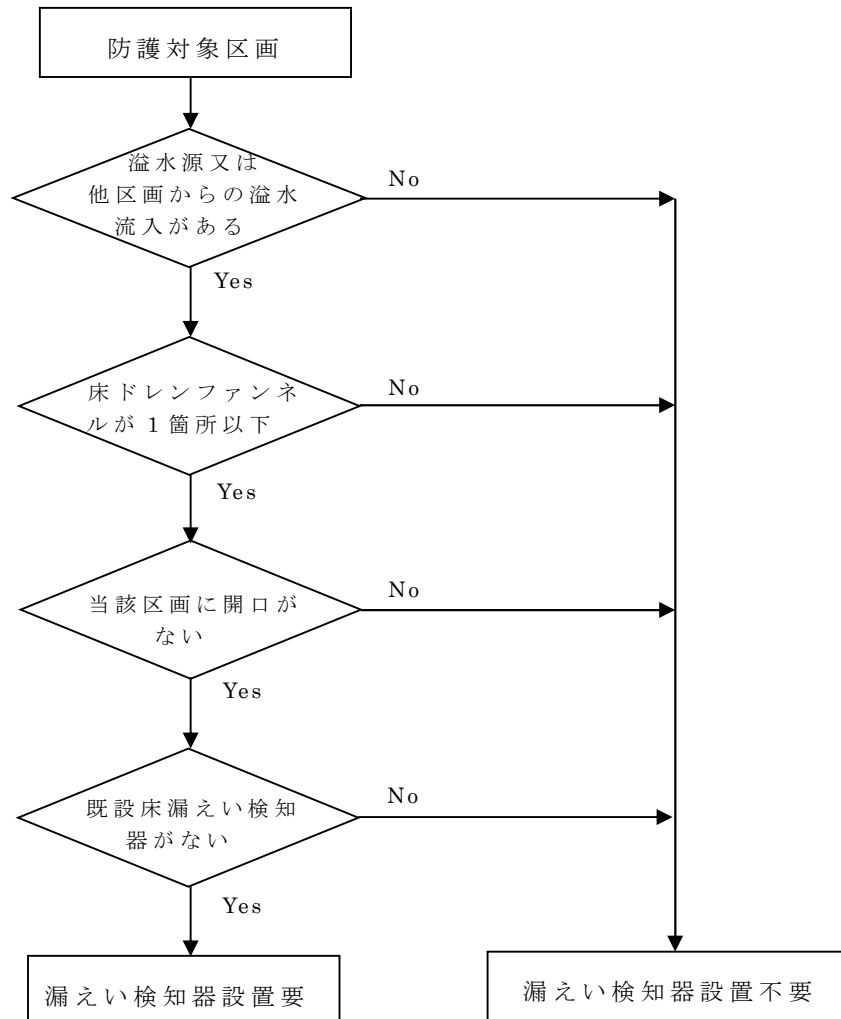 防護対象区画
溢水源又は
他区画からの溢水
流入がある
No
Yes
床ドレンファンネ
ルが1箇所以下
No
Yes
当該区画に開口が
ない
No
Yes
既設床漏えい検知
器がない
No
Yes
漏えい検知器設置要
漏えい検知器設置不要